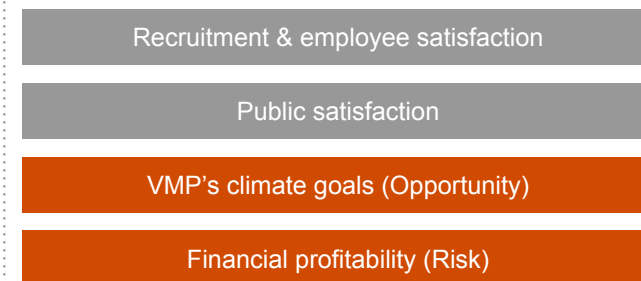 Recruitment & employee satisfaction
Public satisfaction
VMP's climate goals (Opportunity)
Financial profitability (Risk)